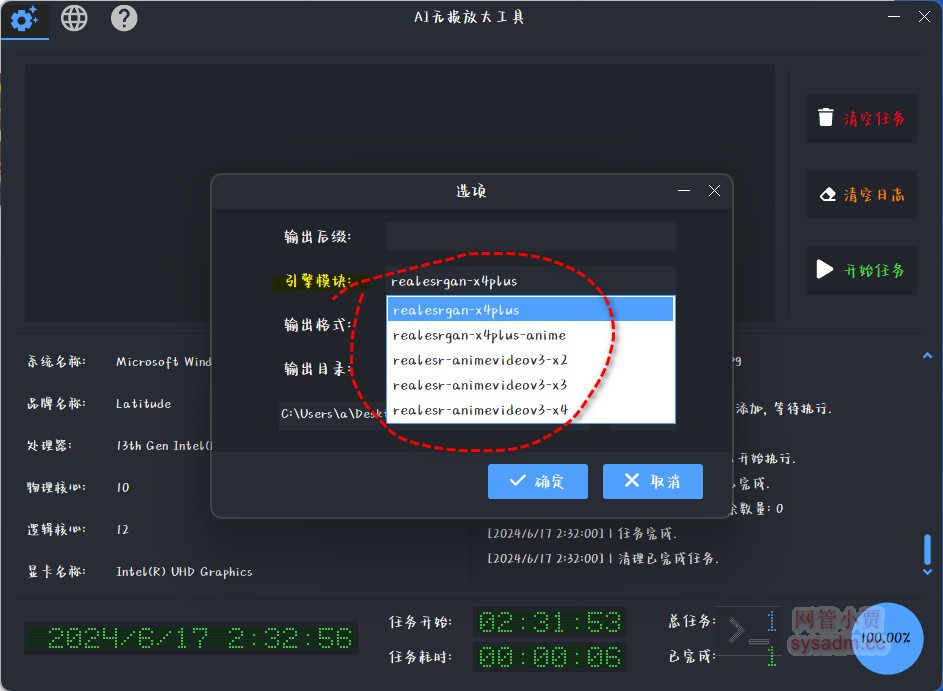 AI无损放大工具
清空任务
选项
清空日志
输出后缀:
引擎模块:
realesrgan-x4plus
开始任务
realesrgan-x4plus
输出格式:
realesrgan-x4plus-anime
系统名称:
Microsoft Wind
realesr-animevideov3-x2
输出目录:
realesr-animevideov3-x3
品牌名称:
Latitude
realesr-animevideov3-x4
添加, 等待执行.
C:\Users\a\Deskt
处理器:
13th Gen Intel(
开始执行.
确定
取消
已完成.
物理核心:
10
数量: 0
逻辑核心:
12
[2024/6/17 2:32:00] | 任务完成.
[2024/6/17 2:32:00] | 清理已完成任务.
显卡名称:
Intel(R) UHD Graphics
2024/6/17 2:32:56
任务开始:
02:31:53
总任务:
1
任务耗时:
00:00:06
已完成:
1
100.00%
网管小贾
sysadm.cc